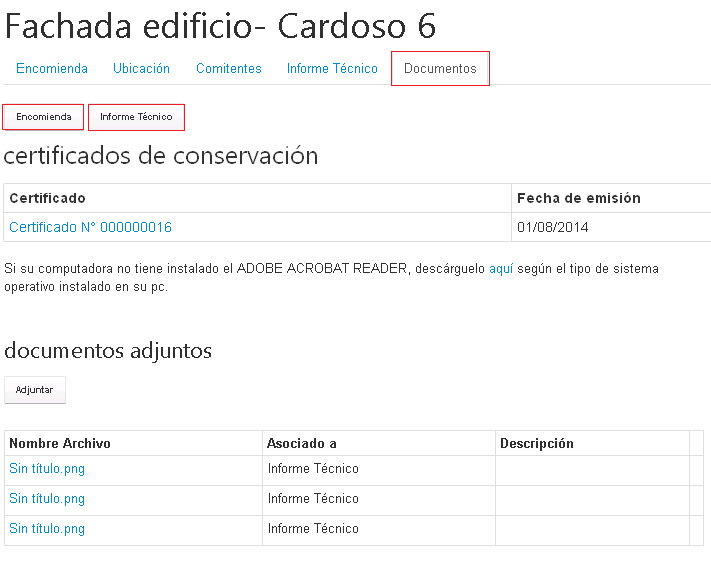 Fachada edificio- Cardoso 6
Encomienda Ubicación Comitentes Informe Técnico Documentos
Encomienda Informe Técnico
certificados de conservación
Certificado Fecha de emisión
Certificado N° 000000016 01/08/2014
Si su computadora no tiene instalado el ADOBE ACROBAT READER, descárguelo aquí según el tipo de sistema
operativo instalado en su pc.
documentos adjuntos
Adjuntar
Nombre Archivo Asociado a Descripción
Sin título.png Informe Técnico
Sin título.png Informe Técnico
Sin título.png Informe Técnico